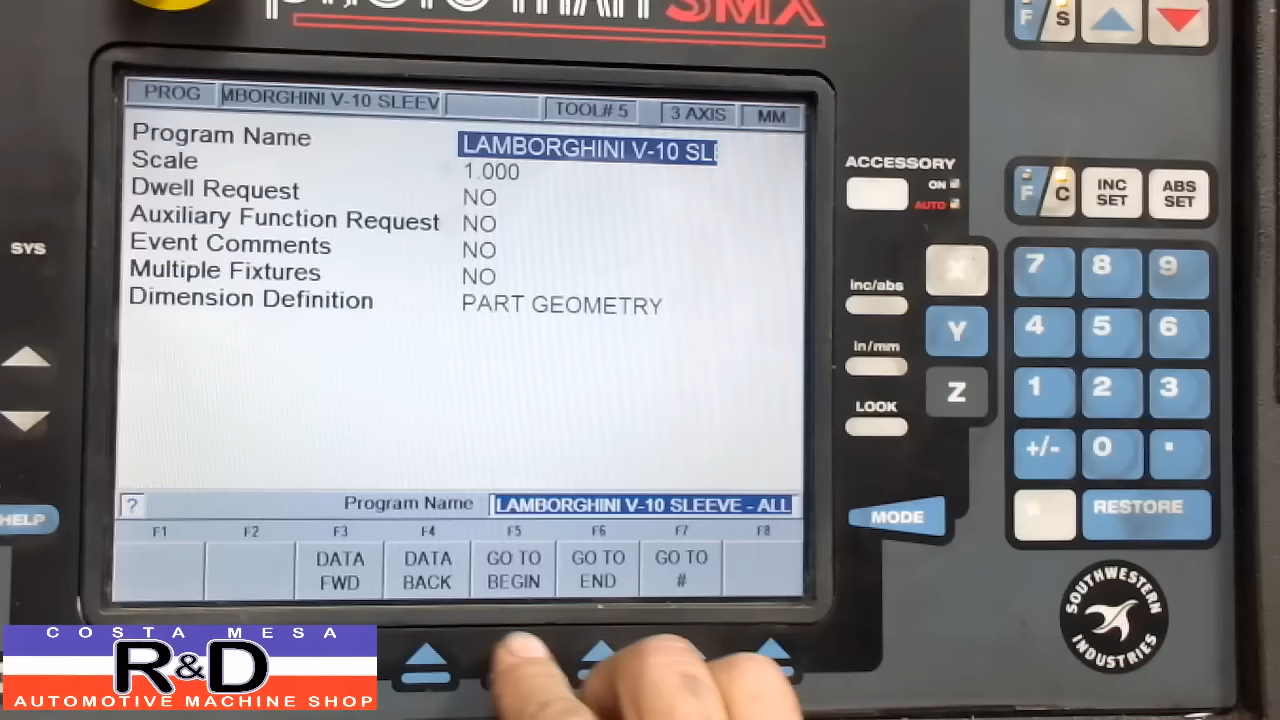 SMX
F S
PROG MBORGHINI V-10 SLEEV TOOL# 5 3 AXIS MM
Program Name LAMBORGHINI V-10 SLE
Scale 1.000
Dwell Request NO
Auxiliary Function Request NO
Event Comments NO
Multiple Fixtures NO
Dimension Definition PART GEOMETRY
? Program Name LAMBORGHINI V-10 SLEEVE - ALL
F1 F2 F3 F4 F5 F6 F7 F8
DATA FWD
DATA BACK
GO TO BEGIN
GO TO END
GO TO #
SYS
HELP
ACCESSORY
ON
AUTO
inc/abs
in/mm
LOOK
MODE
X
Y
Z
F C
INC SET
ABS SET
7 8 9
4 5 6
1 2 3
+/- 0 .
RESTORE
SOUTHWESTERN INDUSTRIES
COSTA MESA
R&D
AUTOMOTIVE MACHINE SHOP